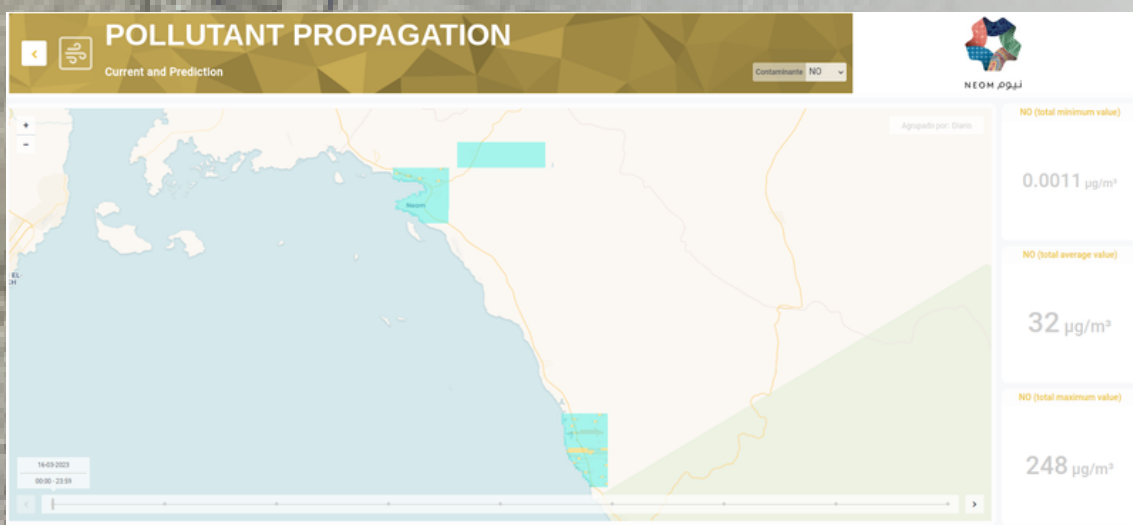 POLLUTANT PROPAGATION
Current and Prediction
Contaminante NO
NEOM نيوم
Agrupado por: Diario
NO (total minimum value)
0.0011 µg/m³
NO (total average value)
32 µg/m³
NO (total maximum value)
248 µg/m³
Neom
EL-
16-03-2023
00:00 - 23:59